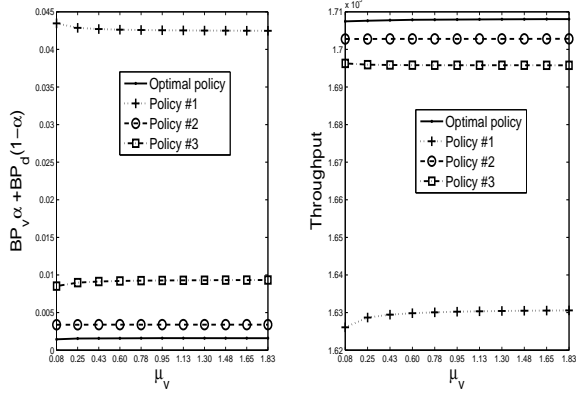 0.045
0.04
0.035
0.03
0.025
0.02
0.015
0.01
0.005
0
BP_v α + BP_d (1−α)
Optimal policy
Policy #1
Policy #2
Policy #3
0.08 0.25 0.43 0.60 0.78 0.95 1.13 1.30 1.48 1.65 1.83
μ_v
1.71
1.7
1.69
1.68
1.67
1.66
1.65
1.64
1.63
1.62
Throughput
Optimal policy
Policy #1
Policy #2
Policy #3
0.08 0.25 0.43 0.60 0.78 0.95 1.13 1.30 1.48 1.65 1.83
μ_v